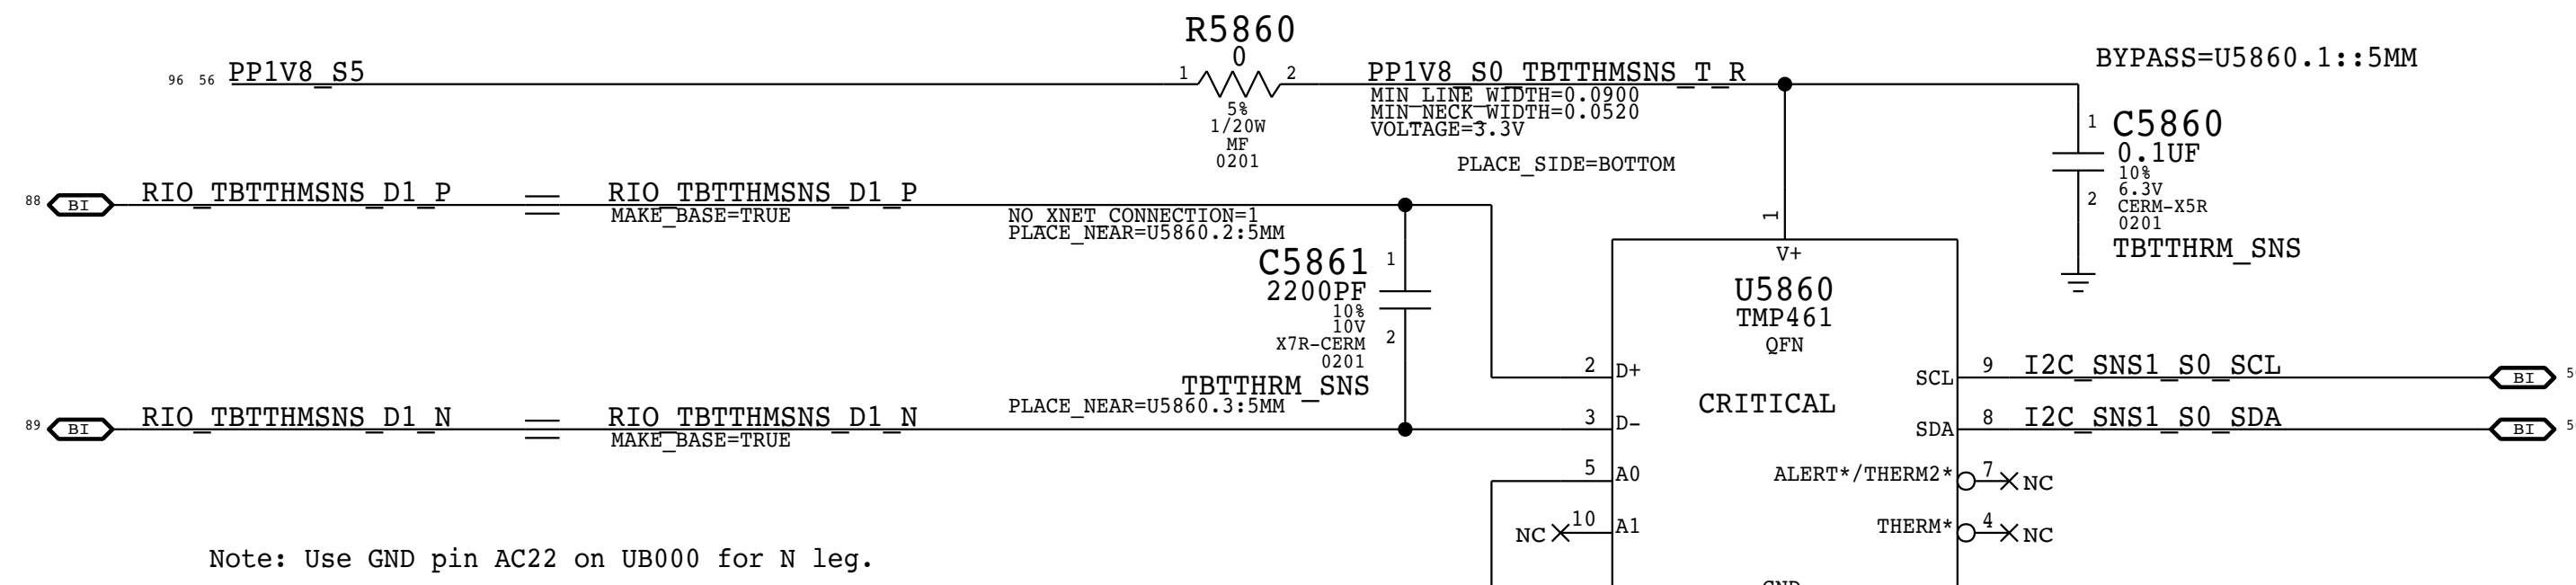 R5860
0
96 56 PP1V8_S5
1
2
5%
1/20W
MF
0201
PP1V8_S0_TBTTHMSNS_T_R
MIN_LINE_WIDTH=0.0900
MIN_NECK_WIDTH=0.0520
VOLTAGE=3.3V
PLACE_SIDE=BOTTOM
BYPASS=U5860.1::5MM
1
C5860
0.1UF
10%
6.3V
2
CERM-X5R
0201
TBTTHRM_SNS
88 BI RIO_TBTTHMSNS_D1_P
RIO_TBTTHMSNS_D1_P
MAKE_BASE=TRUE
NO_XNET_CONNECTION=1
PLACE_NEAR=U5860.2:5MM
C5861
1
2200PF
10%
10V
2
X7R-CERM
0201
TBTTHRM_SNS
PLACE_NEAR=U5860.3:5MM
89 BI RIO_TBTTHMSNS_D1_N
RIO_TBTTHMSNS_D1_N
MAKE_BASE=TRUE
1
V+
U5860
TMP461
QFN
CRITICAL
2 D+
3 D-
5 A0
NC 10 A1
SCL 9 I2C_SNS1_S0_SCL BI
SDA 8 I2C_SNS1_S0_SDA BI
ALERT*/THERM2* 7 NC
THERM* 4 NC
Note: Use GND pin AC22 on UB000 for N leg.